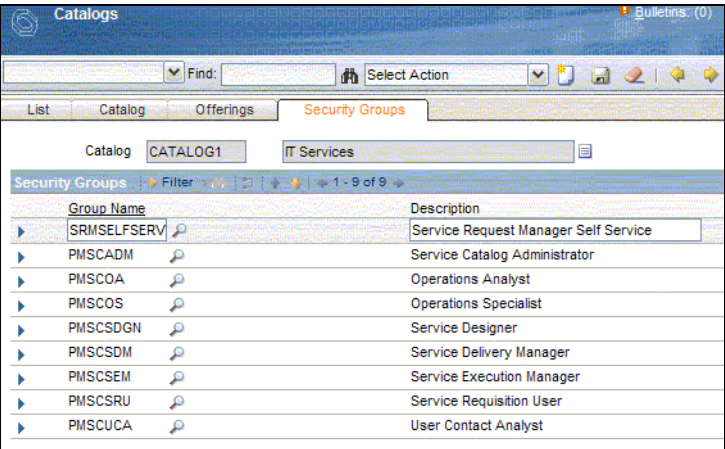 Catalogs
Bulletins: (0)
Find: Select Action
List Catalog Offerings Security Groups
Catalog CATALOG1 IT Services
Security Groups Filter 1 - 9 of 9
Group Name Description
SRMSELFSERV Service Request Manager Self Service
PMSCADM Service Catalog Administrator
PMSCOA Operations Analyst
PMSCOS Operations Specialist
PMSCSDGN Service Designer
PMSCSDM Service Delivery Manager
PMSCSEM Service Execution Manager
PMSCSRU Service Requisition User
PMSCUCA User Contact Analyst